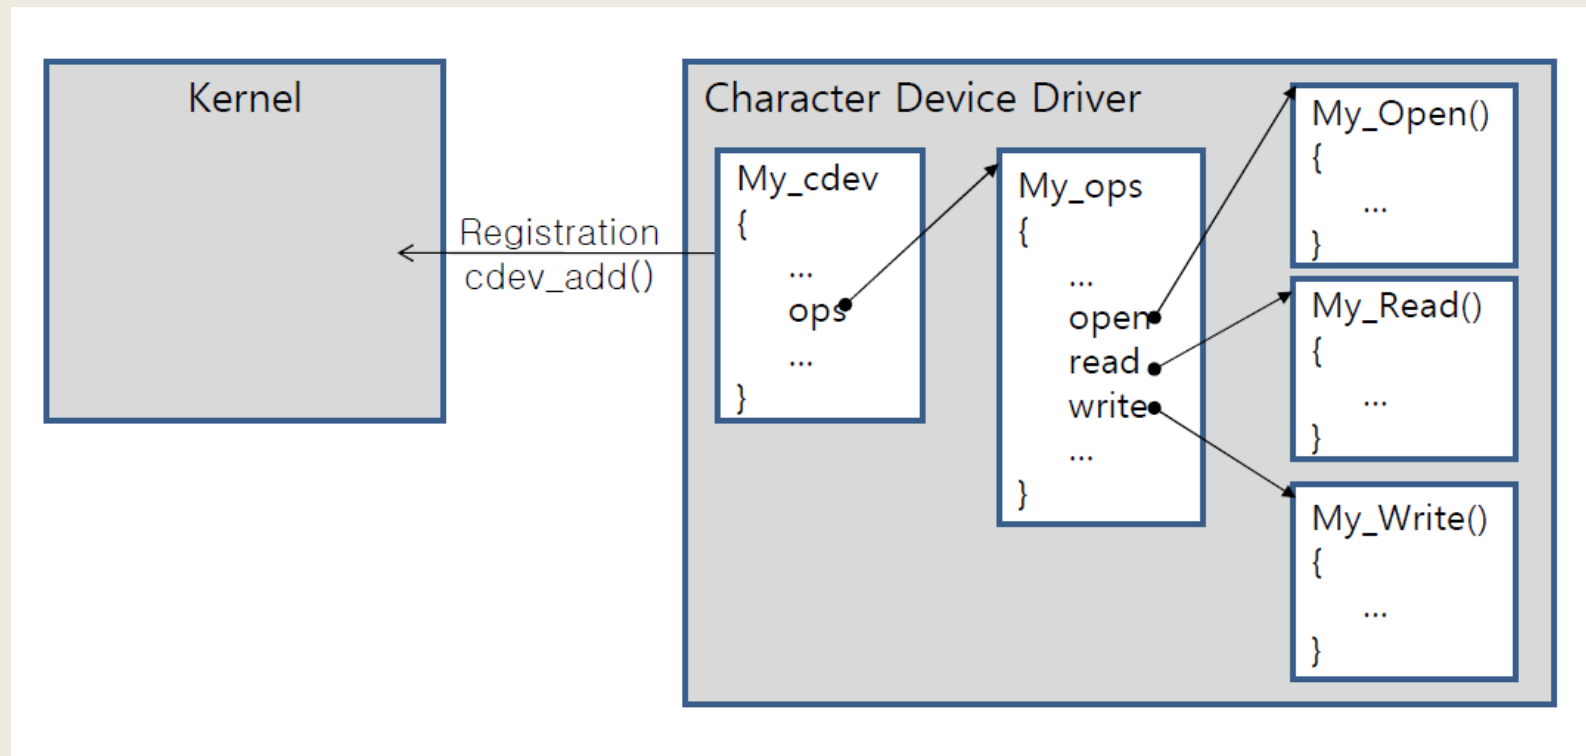 Kernel
Registration
cdev_add()
Character Device Driver
My_cdev
{
...
ops
...
}
My_ops
{
...
open
read
write
...
}
My_Open()
{
...
}
My_Read()
{
...
}
My_Write()
{
...
}